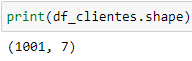 print(df_clientes.shape)
(1001, 7)